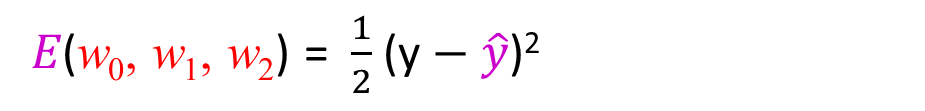 E(w₀, w₁, w₂) = ½ (y − ŷ)²